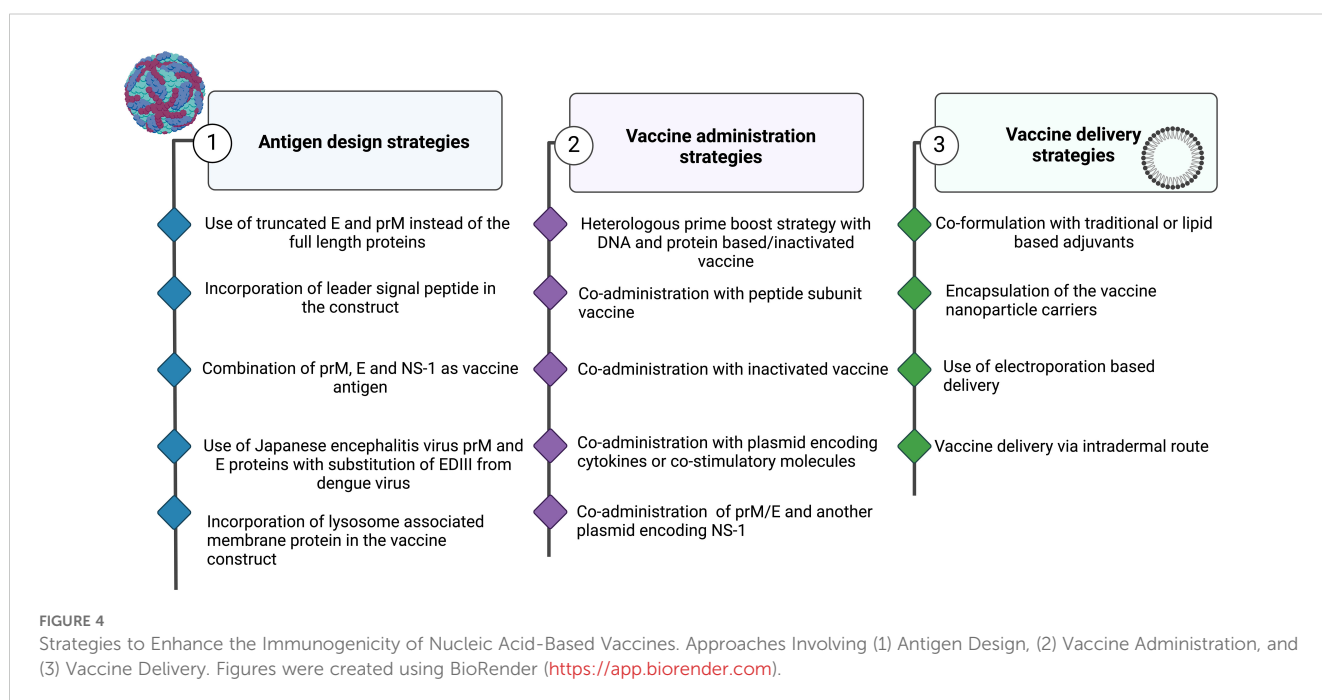 1
Antigen design strategies
Use of truncated E and prM instead of the
full length proteins
Incorporation of leader signal peptide in
the construct
Combination of prM, E and NS-1 as vaccine
antigen
Use of Japanese encephalitis virus prM and
E proteins with substitution of EDIII from
dengue virus
Incorporation of lysosome associated
membrane protein in the vaccine
construct
2
Vaccine administration
strategies
Heterologous prime boost strategy with
DNA and protein based/inactivated
vaccine
Co-administration with peptide subunit
vaccine
Co-administration with inactivated vaccine
Co-administration with plasmid encoding
cytokines or co-stimulatory molecules
Co-administration of prM/E and another
plasmid encoding NS-1
3
Vaccine delivery
strategies
Co-formulation with traditional or lipid
based adjuvants
Encapsulation of the vaccine
nanoparticle carriers
Use of electroporation based
delivery
Vaccine delivery via intradermal route
FIGURE 4
Strategies to Enhance the Immunogenicity of Nucleic Acid-Based Vaccines. Approaches Involving (1) Antigen Design, (2) Vaccine Administration, and
(3) Vaccine Delivery. Figures were created using BioRender (https://app.biorender.com).